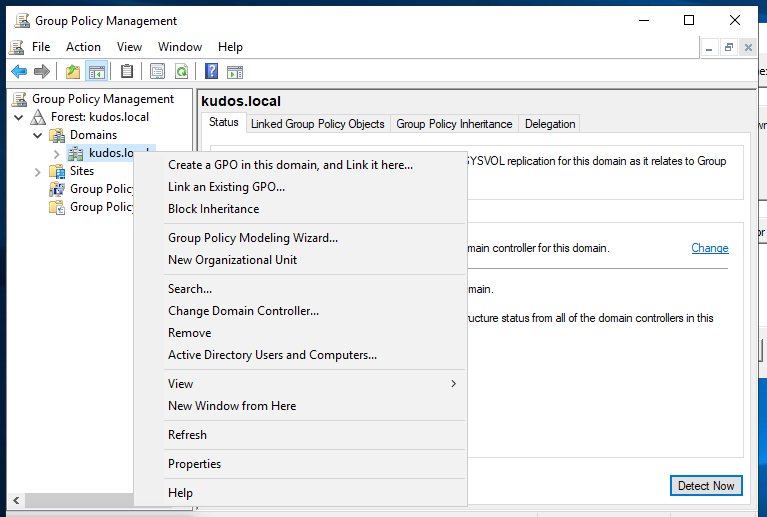 Group Policy Management
File Action View Window Help
Group Policy Management
Forest: kudos.local
Domains
kudos.local
Sites
Group Policy
Group Policy
kudos.local
Status Linked Group Policy Objects Group Policy Inheritance Delegation
SYSVOL replication for this domain as it relates to Group
main controller for this domain. Change
main.
ucture status from all of the domain controllers in this
Detect Now
Create a GPO in this domain, and Link it here...
Link an Existing GPO...
Block Inheritance
Group Policy Modeling Wizard...
New Organizational Unit
Search...
Change Domain Controller...
Remove
Active Directory Users and Computers...
View
New Window from Here
Refresh
Properties
Help